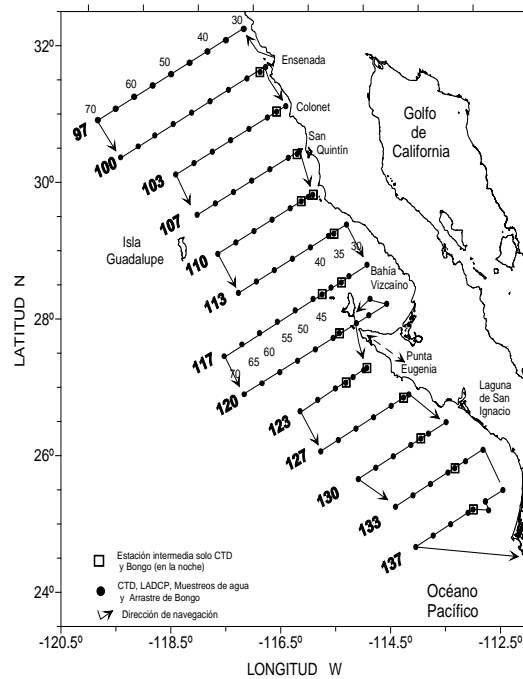 32°
30°
28°
26°
24°
LATITUD N
-120.5°
-118.5°
-116.5°
-114.5°
-112.5°
LONGITUD W
30
40
50
60
70
97
100
103
107
110
113
117
120
123
127
130
133
137
Ensenada
Colonet
San
Quintín
Golfo
de
California
Isla
Guadalupe
30
35
40
45
50
55
60
65
70
Bahía
Vizcaíno
Punta
Eugenia
Laguna
de San
Ignacio
Océano
Pacífico
Estación intermedia solo CTD
y Bongo (en la noche)
CTD, LADCP, Muestreos de agua
y Arrastre de Bongo
Dirección de navegación